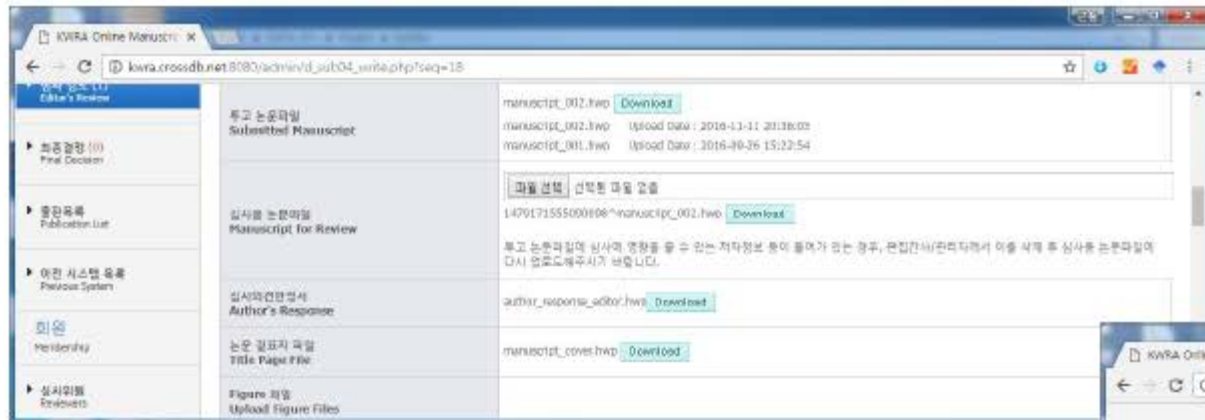 KWRA Online Manuscri
kwra.crossdb.net:8080/admin/d_sub04_write.php?seq=18
Editor's Review
최종결정 (0)
Final Decision
출판목록
Publication List
이전 시스템 목록
Previous System
회원
Membership
심사위원
Reviewers
투고 논문파일
Submitted Manuscript
manuscript_002.hwp Download
manuscript_002.hwp Upload Date : 2016-11-11 20:38:03
manuscript_001.hwp Upload Date :
심사용 논문파일
Manuscript for Review
파일 선택 선택된 파일 없음
manuscript_002.hwp Download
투고 논문파일에 심사에 영향을 줄 수 있는 저자정보 등이 들어가 있는 경우, 편집간사/관리자께서 이를 삭제 후 심사용 논문파일에
다시 업로드해주시기 바랍니다.
심사의견반영서
Author's Response
author_response_editor.hwp Download
논문 겉표지 파일
Title Page File
manuscript_cover.hwp Download
Figure 파일
Upload Figure Files
KWRA Onli